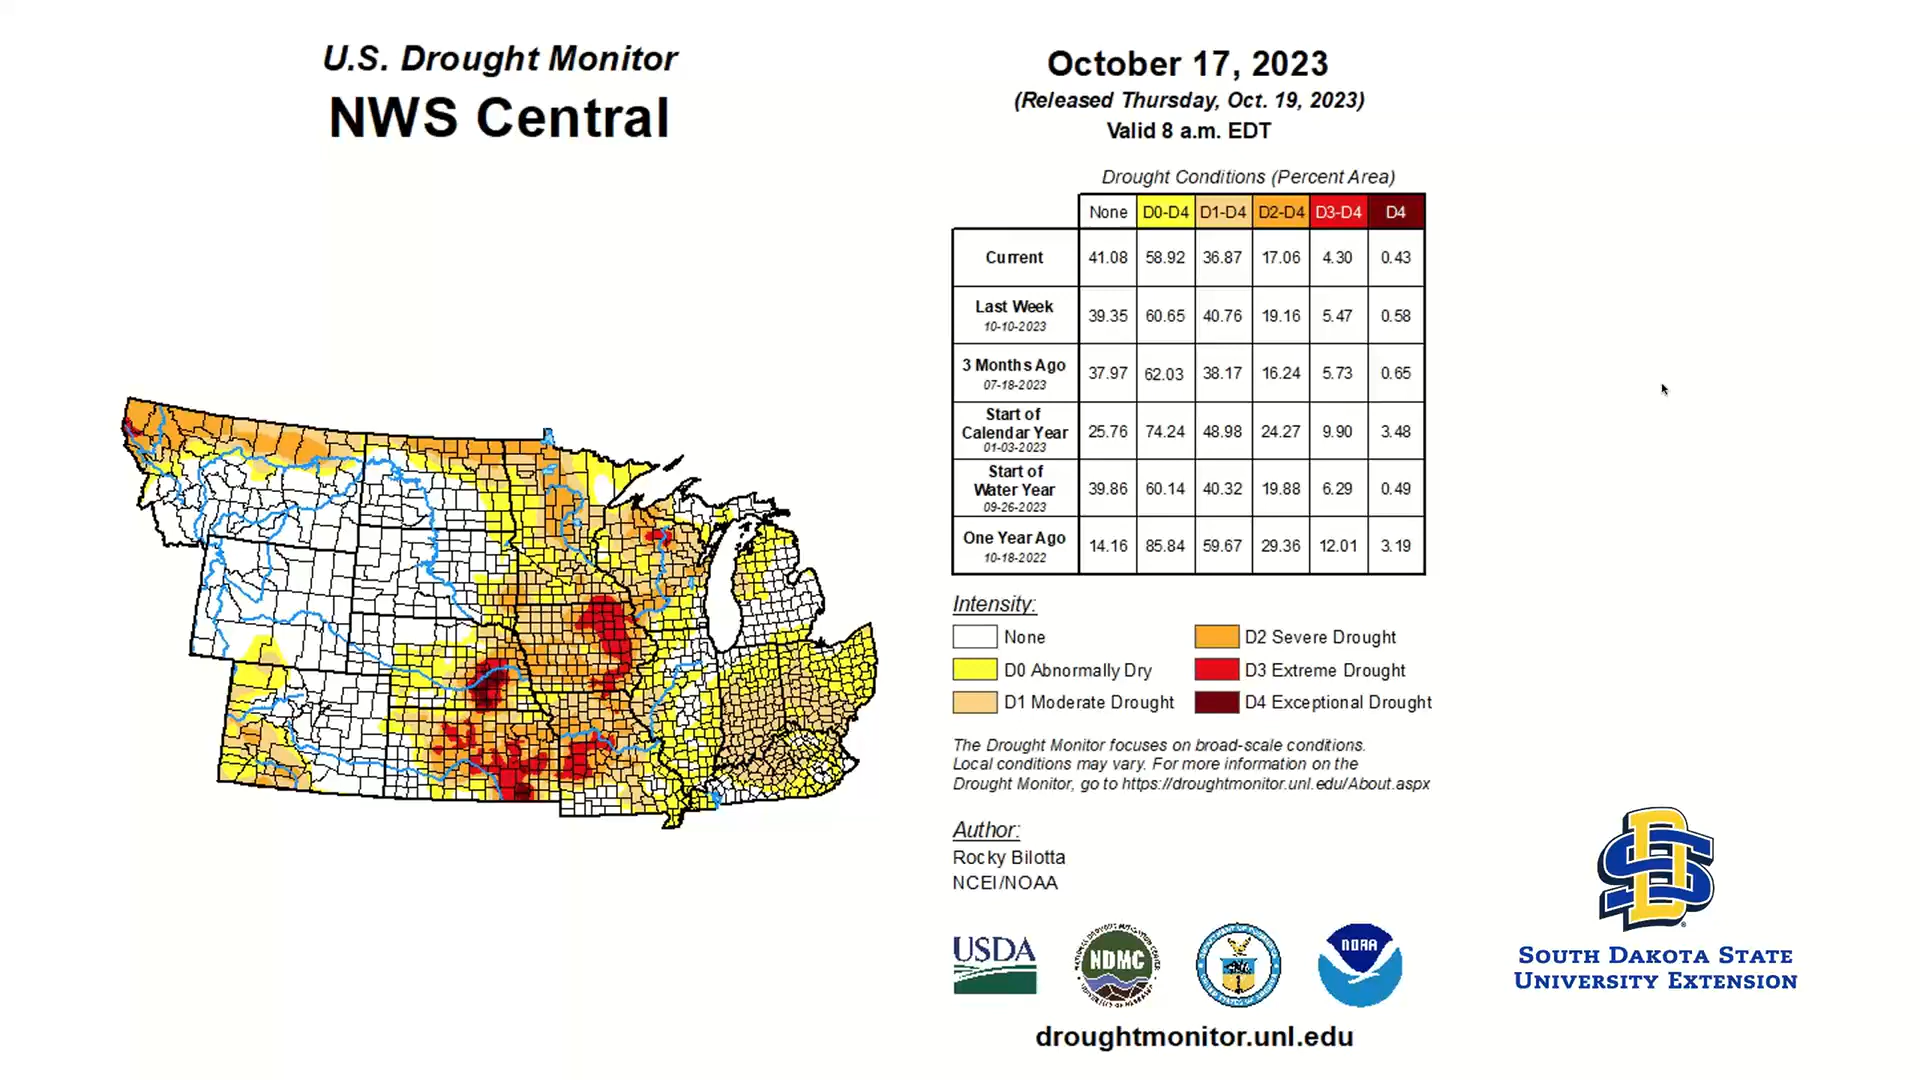 U.S. Drought Monitor
NWS Central
October 17, 2023
(Released Thursday, Oct. 19, 2023)
Valid 8 a.m. EDT
Drought Conditions (Percent Area)
None D0-D4 D1-D4 D2-D4 D3-D4 D4
Current 41.08 58.92 36.87 17.06 4.30 0.43
Last Week
10-10-2023
39.35 60.65 40.76 19.16 5.47 0.58
3 Months Ago
07-18-2023
37.97 62.03 38.17 16.24 5.73 0.65
Start of
Calendar Year
01-03-2023
25.76 74.24 48.98 24.27 9.90 3.48
Start of
Water Year
09-26-2023
39.86 60.14 40.32 19.88 6.29 0.49
One Year Ago
10-18-2022
14.16 85.84 59.67 29.36 12.01 3.19
Intensity:
None
D0 Abnormally Dry
D1 Moderate Drought
D2 Severe Drought
D3 Extreme Drought
D4 Exceptional Drought
The Drought Monitor focuses on broad-scale conditions.
Local conditions may vary. For more information on the
Drought Monitor, go to https://droughtmonitor.unl.edu/About.aspx
Author:
Rocky Bilotta
NCEI/NOAA
USDA
NDMC
NOAA
droughtmonitor.unl.edu
SOUTH DAKOTA STATE
UNIVERSITY EXTENSION